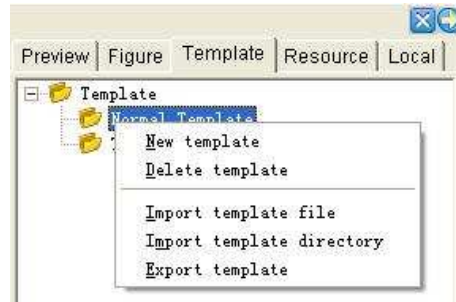 Preview Figure Template Resource Local
Template
Normal Template
New template
Delete template
Import template file
Import template directory
Export template